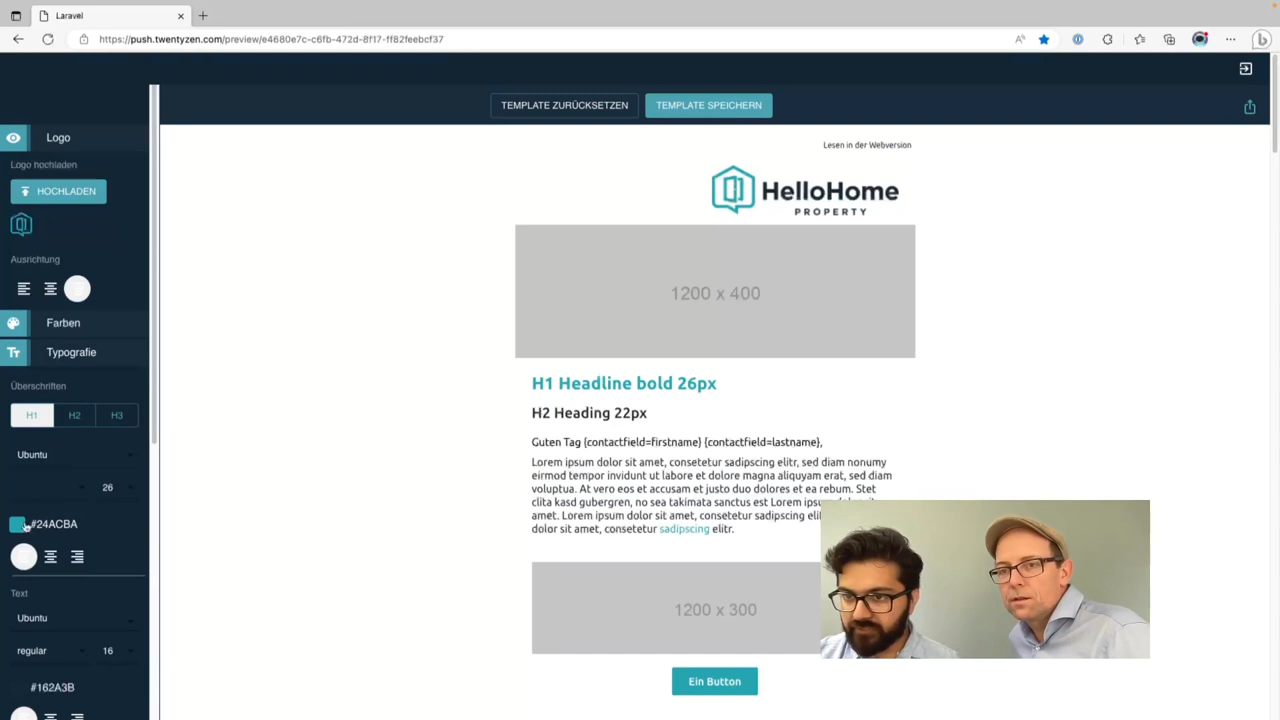 Laravel
https://push.twentyzen.com/preview/e4680e7c-c6fb-472d-8f17-ff82feebcf37
TEMPLATE ZURÜCKSETZEN
TEMPLATE SPEICHERN
Logo
Logo hochladen
HOCHLADEN
Ausrichtung
Farben
Tт Typografie
Überschriften
H1 H2 H3
Ubuntu
26
#24ACBA
Text
Ubuntu
regular 16
#162A3B
Lesen in der Webversion
HelloHome
PROPERTY
1200 x 400
H1 Headline bold 26px
H2 Heading 22px
Guten Tag {contactfield=firstname} {contactfield=lastname},
Lorem ipsum dolor sit amet, consetetur sadipscing elitr, sed diam nonumy
eirmod tempor invidunt ut labore et dolore magna aliquyam erat, sed diam
voluptua. At vero eos et accusam et justo duo dolores et ea rebum. Stet
clita kasd gubergren, no sea takimata sanctus est Lorem ipsum
amet. Lorem ipsum dolor sit amet, consetetur sadipscing
dolor sit amet, consetetur sadipscing elitr.
1200 x 300
Ein Button